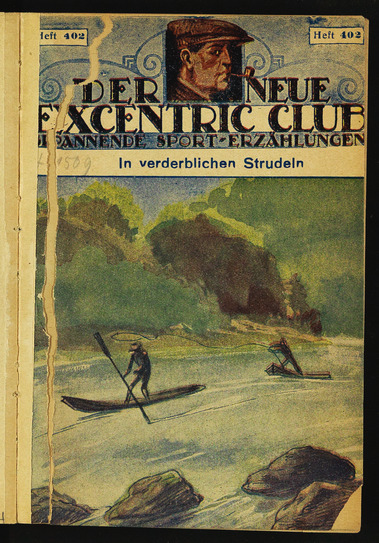 Heft 402
Heft 402
DER NEUE
EXCENTRIC CLUB
SPANNENDE SPORT-ERZÄHLUNGEN
In verderblichen Strudeln